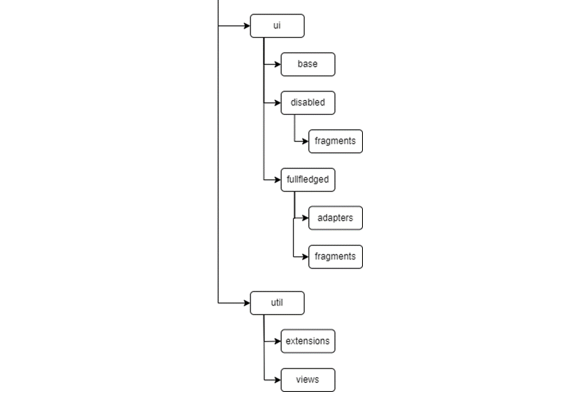 ui
base
disabled
fragments
fullfledged
adapters
fragments
util
extensions
views